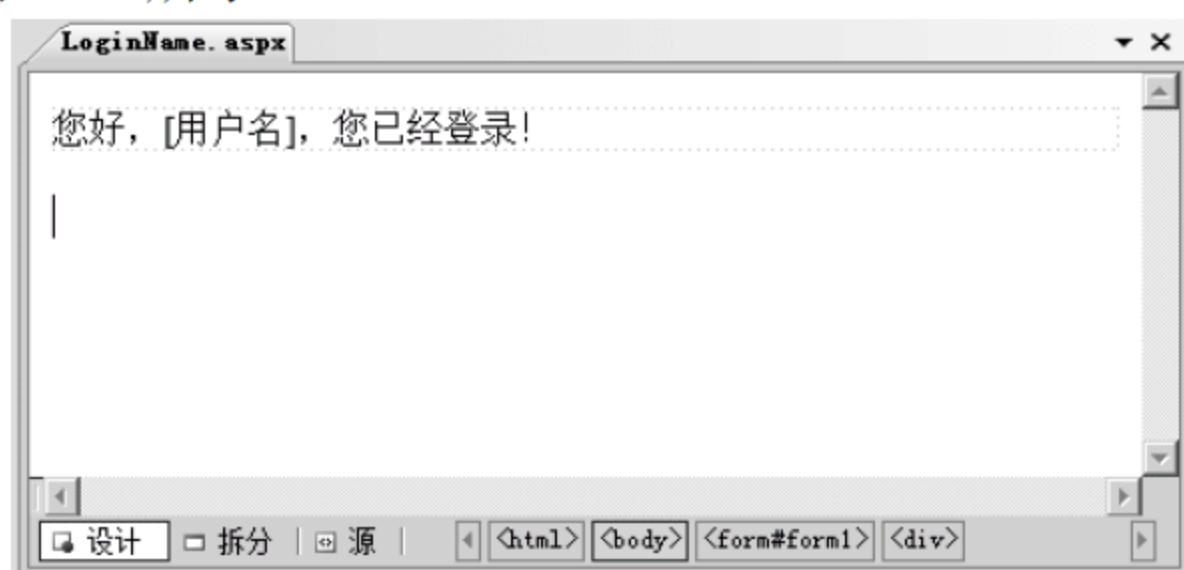 LoginName.aspx
您好，[用户名]，您已经登录！
设计 拆分 源 <html> <body> <form#form1> <div>